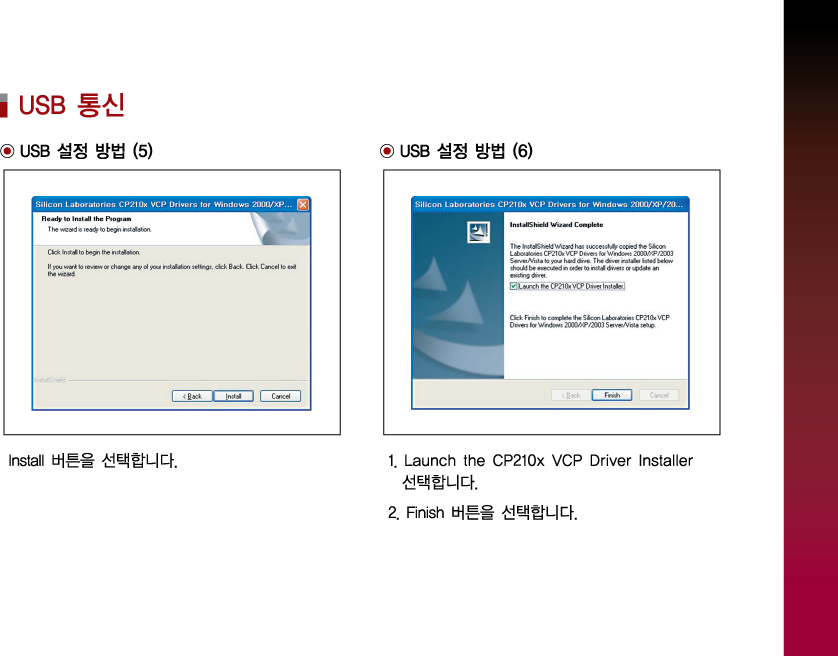 USB 통신
USB 설정 방법 (5)
Silicon Laboratories CP210x VCP Drivers for Windows 2000/XP...
Ready to Install the Program
The wizard is ready to begin installation.
Click Install to begin the installation.
If you want to review or change any of your installation settings, click Back. Click Cancel to exit
the wizard.
InstallShield
< Back
Install
Cancel
Install 버튼을 선택합니다.
USB 설정 방법 (6)
Silicon Laboratories CP210x VCP Drivers for Windows 2000/XP/20...
InstallShield Wizard Complete
The InstallShield Wizard has successfully copied the Silicon
Laboratories CP210x VCP Drivers for Windows 2000/XP/2003
Server/Vista to your hard drive. The driver installer listed below
should be executed in order to install drivers or update an
existing driver.
Launch the CP210x VCP Driver Installer.
Click Finish to complete the Silicon Laboratories CP210x VCP
Drivers for Windows 2000/XP/2003 Server/Vista setup.
< Back
Finish
Cancel
1. Launch the CP210x VCP Driver Installer
선택합니다.
2. Finish 버튼을 선택합니다.